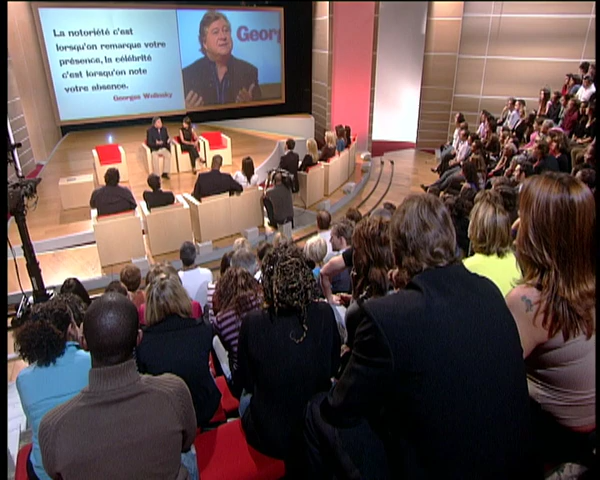 La notoriété c'est
lorsqu'on remarque votre
présence, la célébrité
c'est lorsqu'on note
votre absence.
Georges Wolinsky
Georg